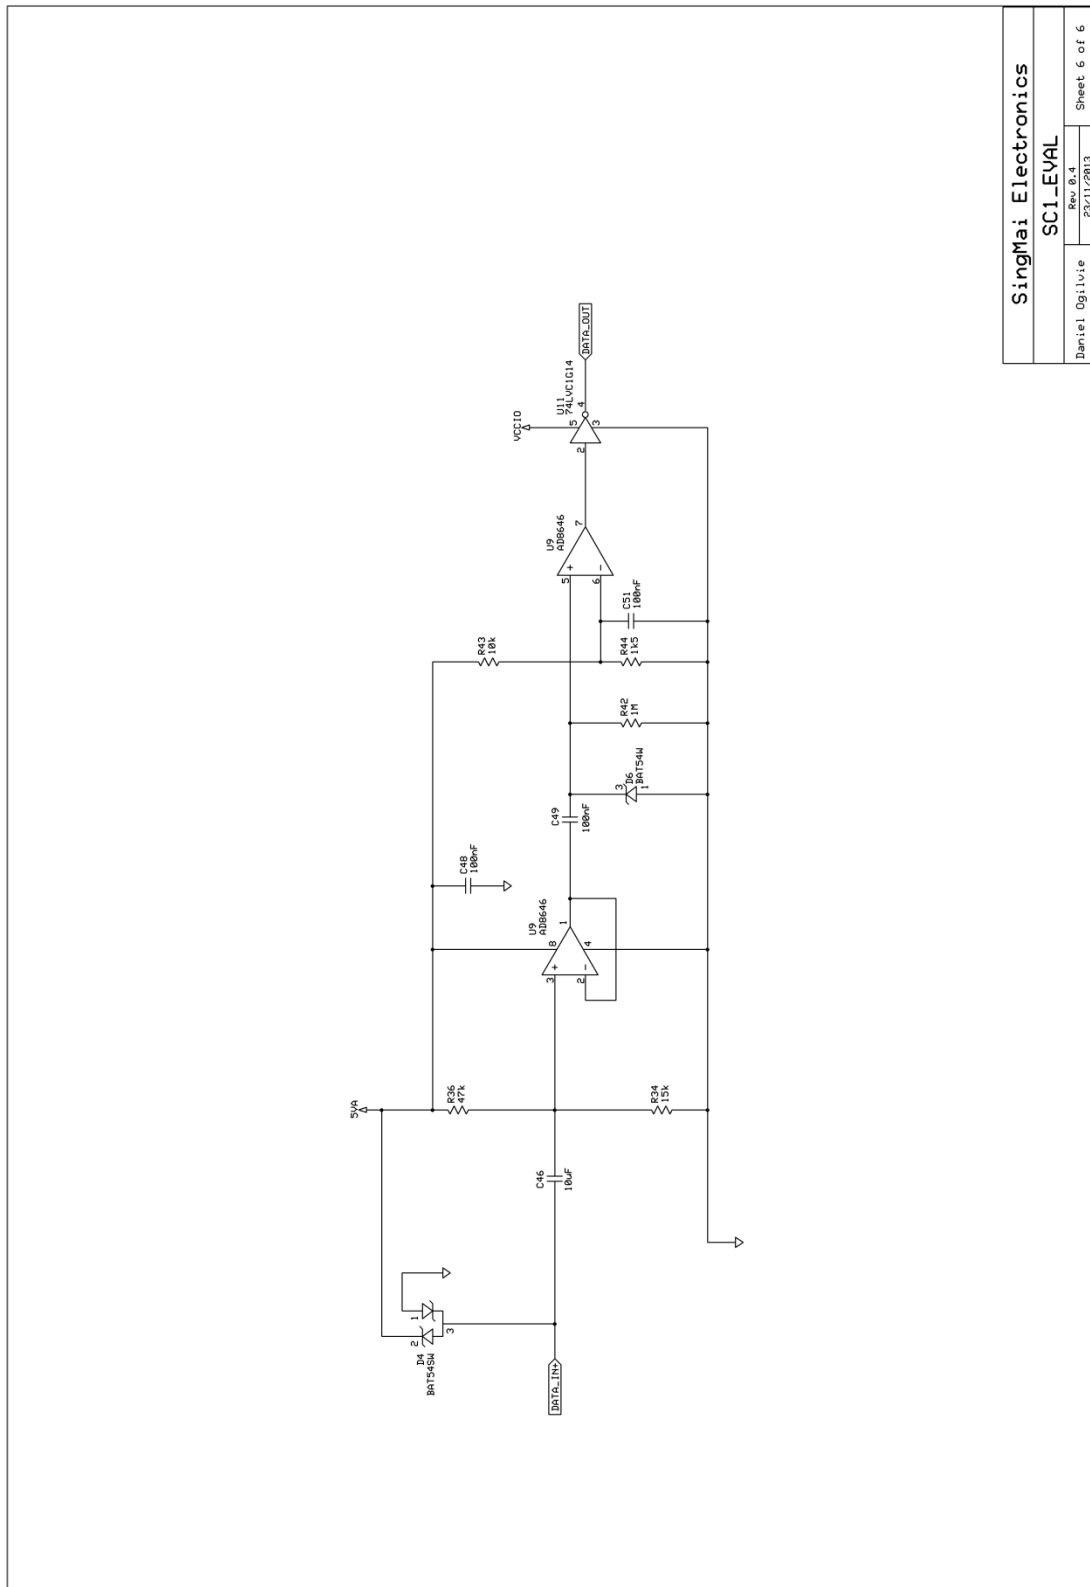 SingMai Electronics
SC1_EVAL
Daniel Ogilvie
Rev 0.4
23/11/2013
Sheet 6 of 6
DATA_IN+
D4
BAT54SW
2
1
3
5VA
C46
10uF
R36
47k
R34
15k
U9
AD8646
3
+
2
-
8
4
1
C48
100nF
C49
100nF
D6
BAT54W
3
1
R42
1M
R43
10k
R44
1k5
C51
100nF
U9
AD8646
5
+
6
-
7
VCCIO
U11
74LVC1G14
5
2
3
4
DATA_OUT